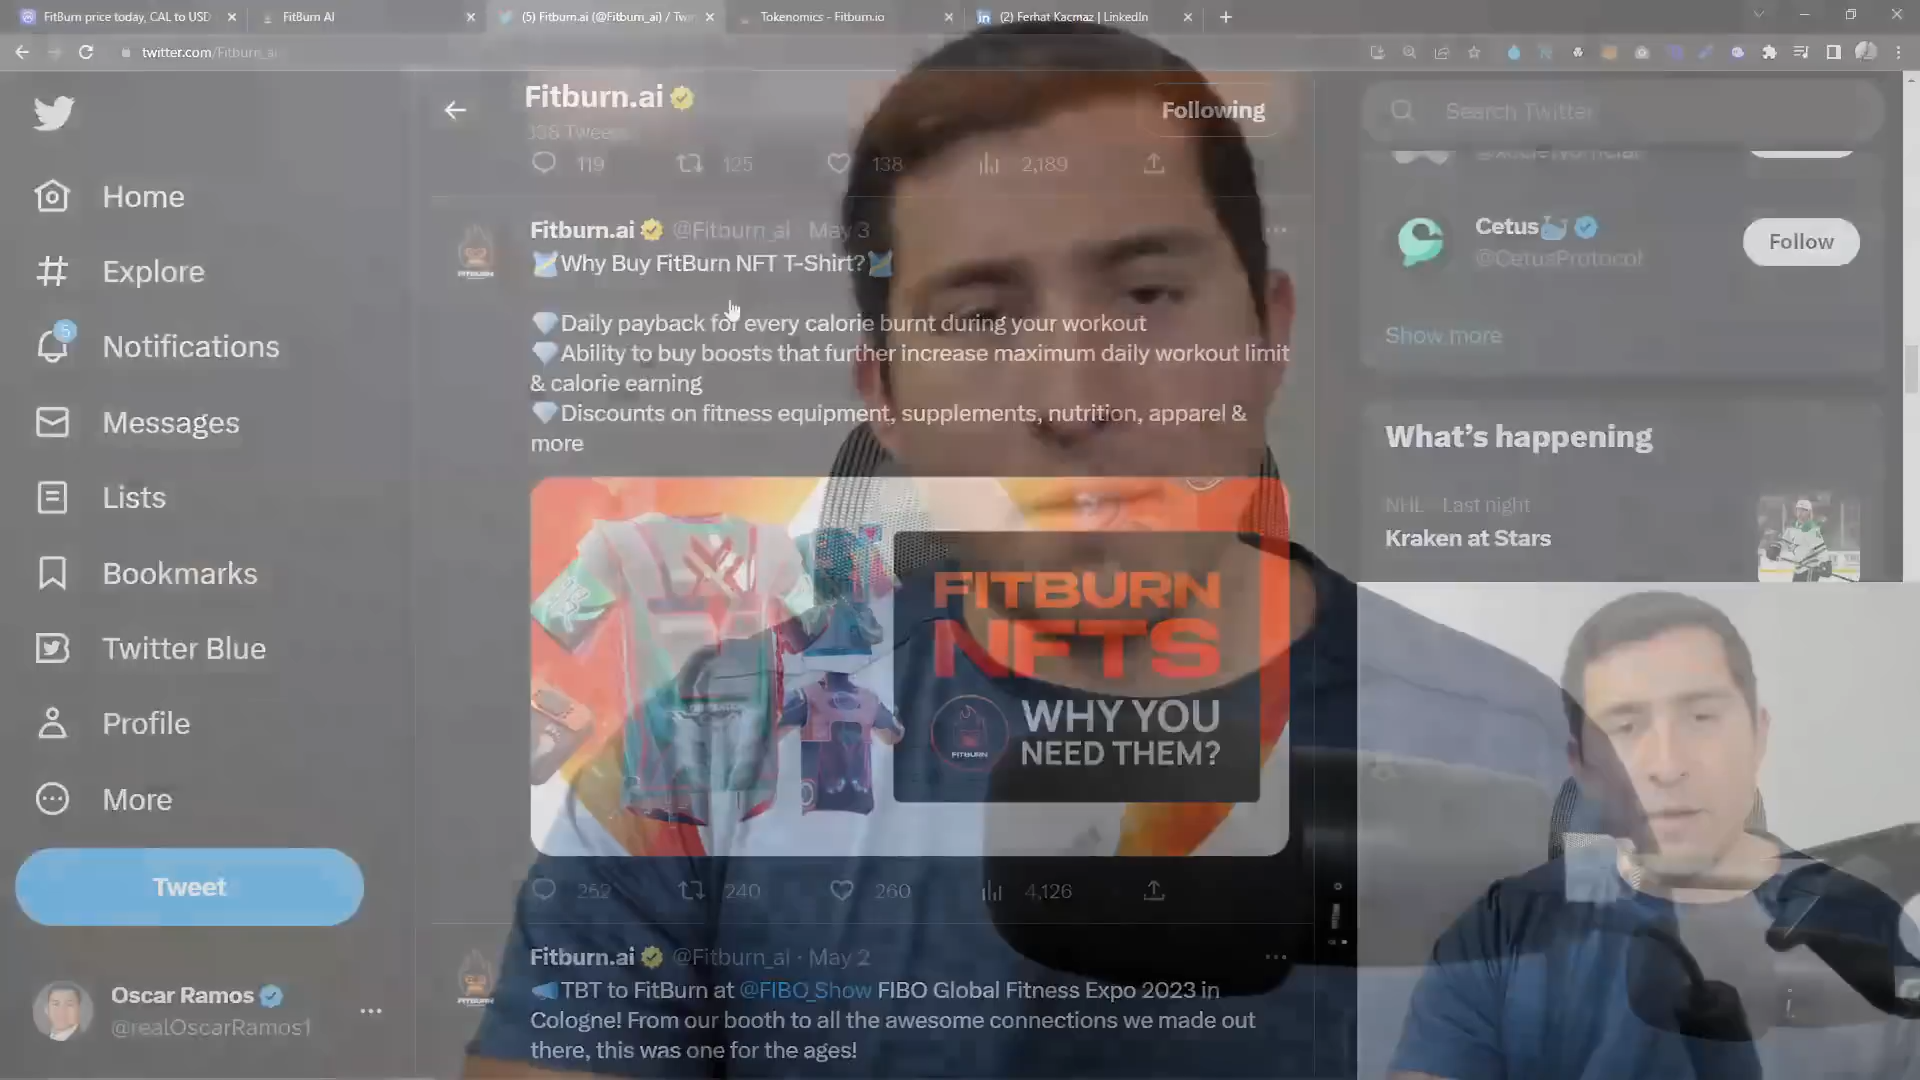 FitBurn price today, CAL to USD
FitBurn AI
(5) Fitburn.ai (@Fitburn_ai) / Tw
Tokenomics - Fitburn.io
in (2) Ferhat Kacmaz | LinkedIn
twitter.com/Fitburn_ai
Fitburn.ai
338 Tweets
Following
Search Twitter
119 125 138 2,189
Home
Explore
5
Notifications
Messages
Lists
Bookmarks
Twitter Blue
Profile
More
Tweet
Oscar Ramos
@realOscarRamos1
Fitburn.ai @Fitburn_ai · May 3
Why Buy FitBurn NFT T-Shirt?
Daily payback for every calorie burnt during your workout
Ability to buy boosts that further increase maximum daily workout limit
& calorie earning
Discounts on fitness equipment, supplements, nutrition, apparel &
more
FITBURN
NFTS
FITBURN
WHY YOU
NEED THEM?
252 240 260 4,126
Fitburn.ai @Fitburn_ai · May 2
TBT to FitBurn at @FIBO_Show FIBO Global Fitness Expo 2023 in
Cologne! From our booth to all the awesome connections we made out
there, this was one for the ages!
Cetus
@CetusProtocol
Follow
Show more
What's happening
NHL · Last night
Kraken at Stars